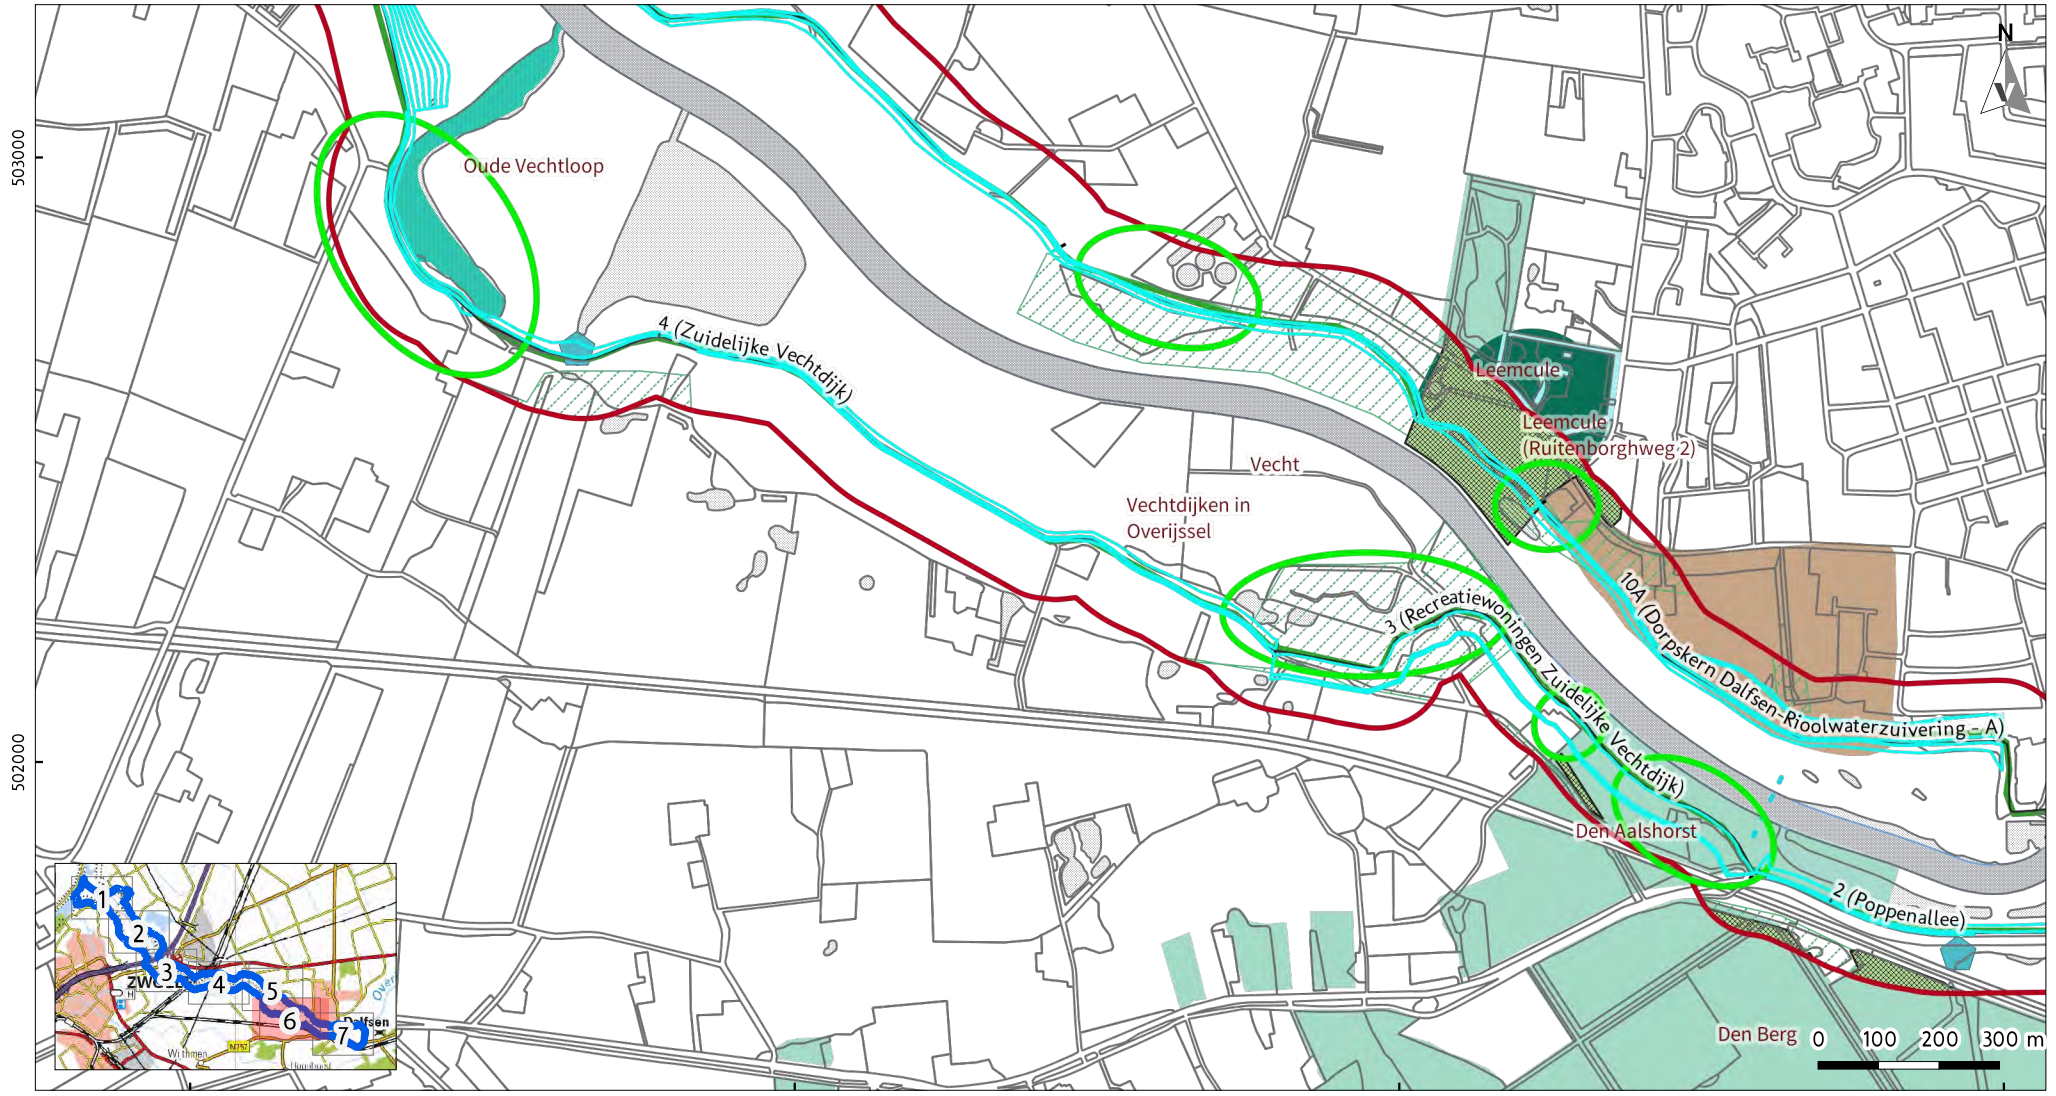 N
503000
502000
Oude Vechtloop
4 (Zuidelijke Vechtdijk)
Leemcule
Leemcule
(Ruitenborghweg 2)
Vecht
Vechtdijken in
Overijssel
3 (Recreatiewoningen Zuidelijke Vechtdijk)
10A (Dorpskern Dalfsen-Rioolwaterzuivering - A)
Den Aalshorst
2 (Poppenallee)
Den Berg
0 100 200 300 m
1
2
3
4
5
6
7
Dalfsen
Withmen
N757